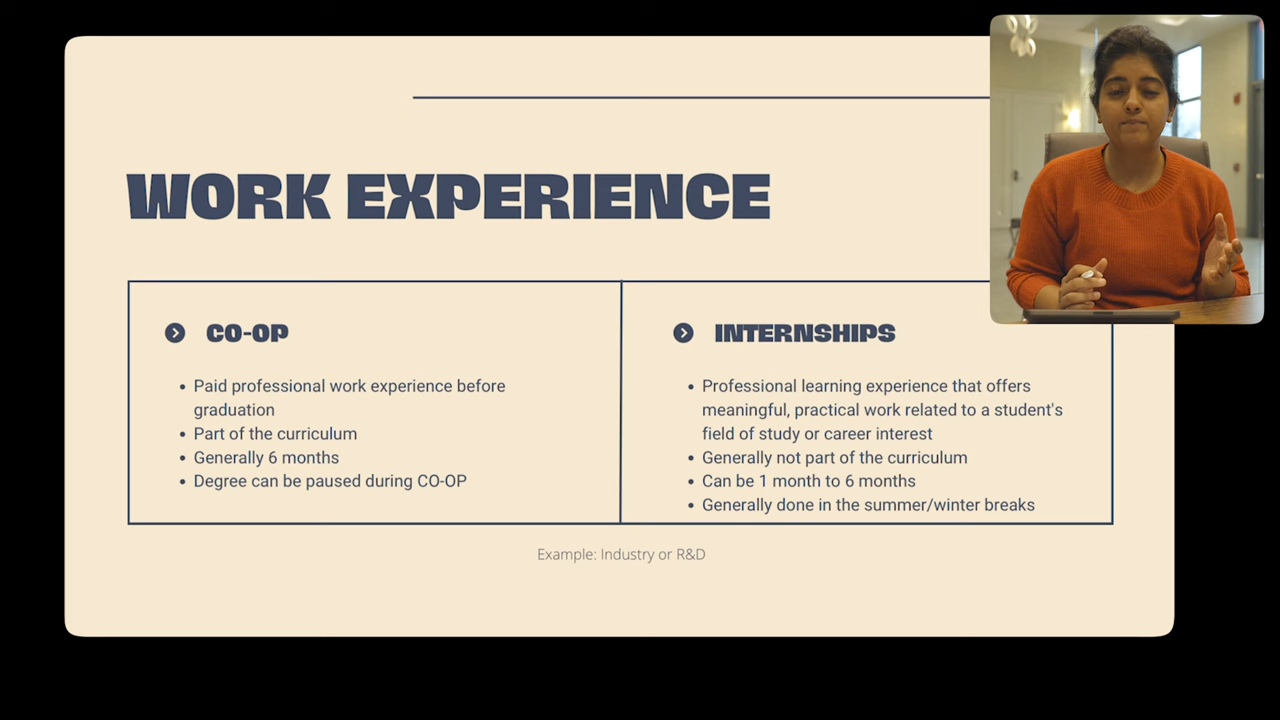 WORK EXPERIENCE
CO-OP
Paid professional work experience before
graduation
Part of the curriculum
Generally 6 months
Degree can be paused during CO-OP
INTERNSHIPS
Professional learning experience that offers
meaningful, practical work related to a student's
field of study or career interest
Generally not part of the curriculum
Can be 1 month to 6 months
Generally done in the summer/winter breaks
Example: Industry or R&D